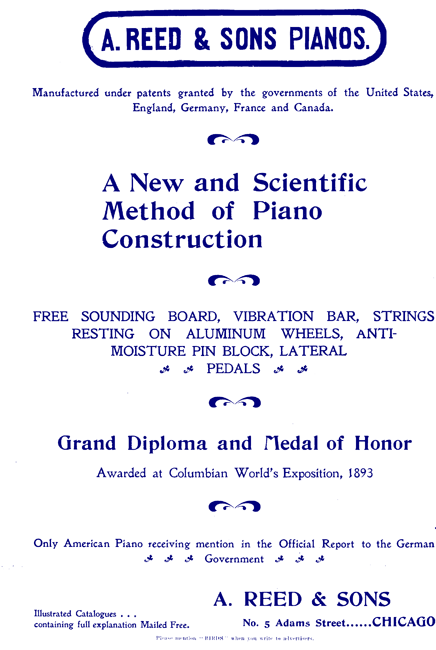 A. REED & SONS PIANOS.
Manufactured under patents granted by the governments of the United States,
England, Germany, France and Canada.
A New and Scientific
Method of Piano
Construction
FREE SOUNDING BOARD, VIBRATION BAR, STRINGS
RESTING ON ALUMINUM WHEELS, ANTI-
MOISTURE PIN BLOCK, LATERAL
PEDALS
Grand Diploma and Medal of Honor
Awarded at Columbian World's Exposition, 1893
Only American Piano receiving mention in the Official Report to the German
Government
A. REED & SONS
Illustrated Catalogues . . .
containing full explanation Mailed Free.
No. 5 Adams Street......CHICAGO
Please mention "BIRDS" when you write to advertisers.